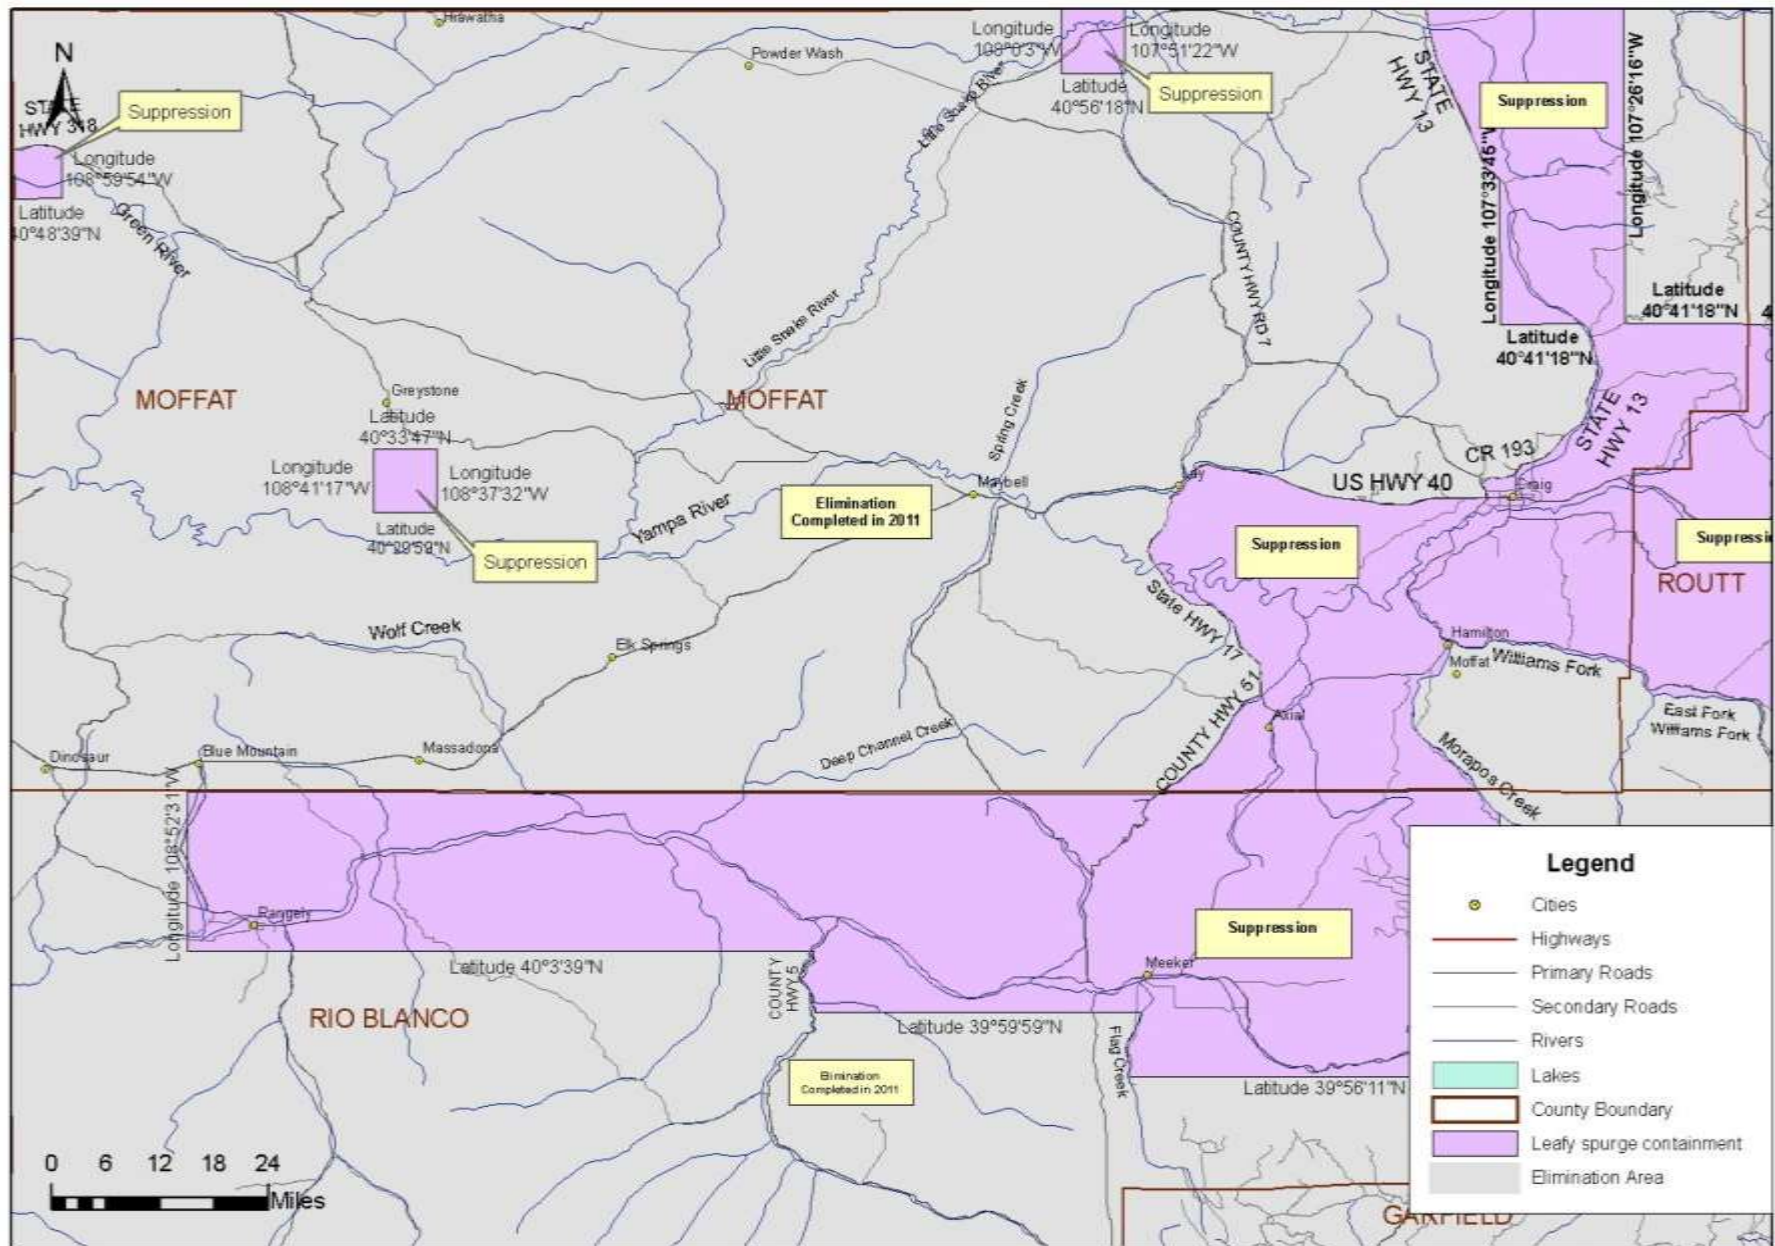 Hiawatha
Powder Wash
Longitude
108°0'3"W
Longitude
107°51'22"W
Latitude
40°56'18"N
Suppression
STATE
HWY 13
Suppression
Longitude 107°26'16"W
Longitude 107°33'45"W
N
STATE
HWY 318
Suppression
Longitude
108°59'54"W
Latitude
40°48'39"N
Green River
Little Snake River
Little Snake River
COUNTY HWY RD 7
Latitude
40°41'18"N
Latitude
40°41'18"N
4
MOFFAT
MOFFAT
Greystone
Latitude
40°33'47"N
Longitude
108°41'17"W
Longitude
108°37'32"W
Latitude
40°29'59"N
Suppression
Spring Creek
Maybell
Yampa River
Elimination
Completed in 2011
Lay
US HWY 40
CR 193
STATE
HWY 13
Craig
Suppression
Suppressi
ROUTT
State HWY 17
Hamilton
Moffat
Williams Fork
East Fork
Williams Fork
Wolf Creek
Elk Springs
COUNTY HWY 51
Axial
Morapos Creek
Deep Channel Creek
Dinosaur
Blue Mountain
Massadona
Longitude 108°52'31"W
Rangely
Latitude 40°3'39"N
COUNTY
HWY 5
Meeker
Suppression
Latitude 39°59'59"N
Flag Creek
Latitude 39°56'11"N
RIO BLANCO
Elimination
Completed in 2011
GARFIELD
0 6 12 18 24
Miles
Legend
Cities
Highways
Primary Roads
Secondary Roads
Rivers
Lakes
County Boundary
Leafy spurge containment
Elimination Area